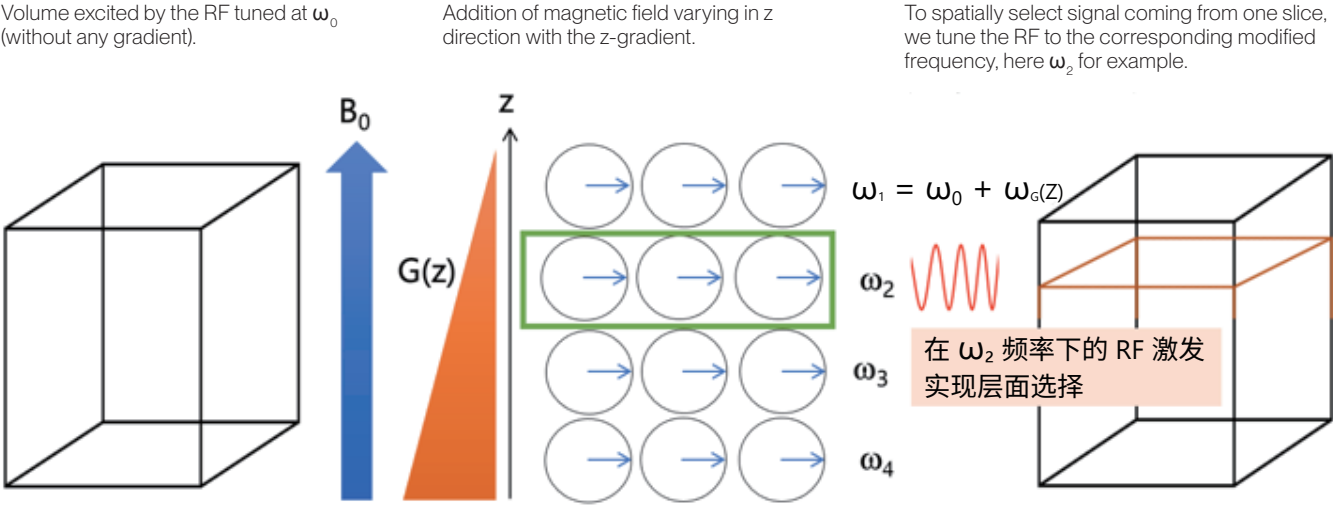 Volume excited by the RF tuned at ω₀
(without any gradient).
Addition of magnetic field varying in z
direction with the z-gradient.
To spatially select signal coming from one slice,
we tune the RF to the corresponding modified
frequency, here ω₂ for example.
B₀
z
G(z)
ω₁ = ω₀ + ωG(Z)
ω₂
ω₃
ω₄
在 ω₂ 频率下的 RF 激发
实现层面选择